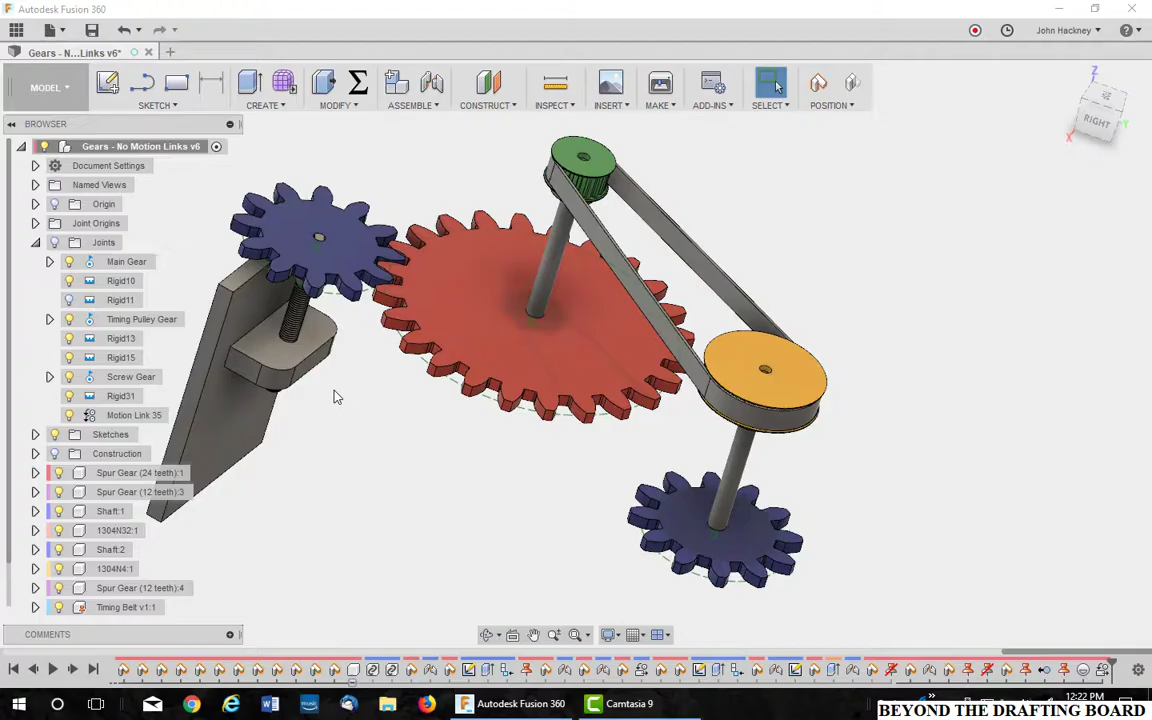 Autodesk Fusion 360
John Hackney
Gears - N...Links v6*
MODEL
SKETCH
CREATE
MODIFY
ASSEMBLE
CONSTRUCT
INSPECT
INSERT
MAKE
ADD-INS
SELECT
POSITION
Z
RIGHT
X
Y
BROWSER
Gears - No Motion Links v6
Document Settings
Named Views
Origin
Joint Origins
Joints
Main Gear
Rigid10
Rigid11
Timing Pulley Gear
Rigid13
Rigid15
Screw Gear
Rigid31
Motion Link 35
Sketches
Construction
Spur Gear (24 teeth):1
Spur Gear (12 teeth):3
Shaft:1
1304N32:1
Shaft:2
1304N4:1
Spur Gear (12 teeth):4
Timing Belt v1:1
COMMENTS
Autodesk Fusion 360
Camtasia 9
12:22 PM
BEYOND THE DRAFTING BOARD